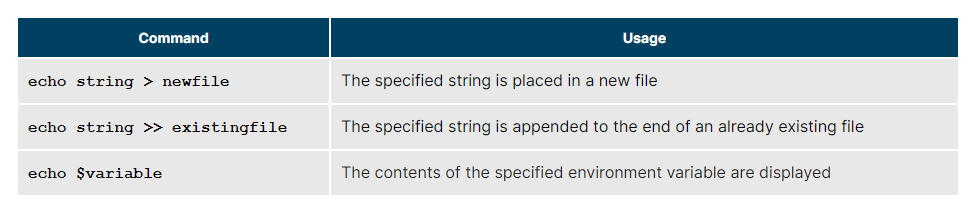 Command Usage
echo string > newfile The specified string is placed in a new file
echo string >> existingfile The specified string is appended to the end of an already existing file
echo $variable The contents of the specified environment variable are displayed